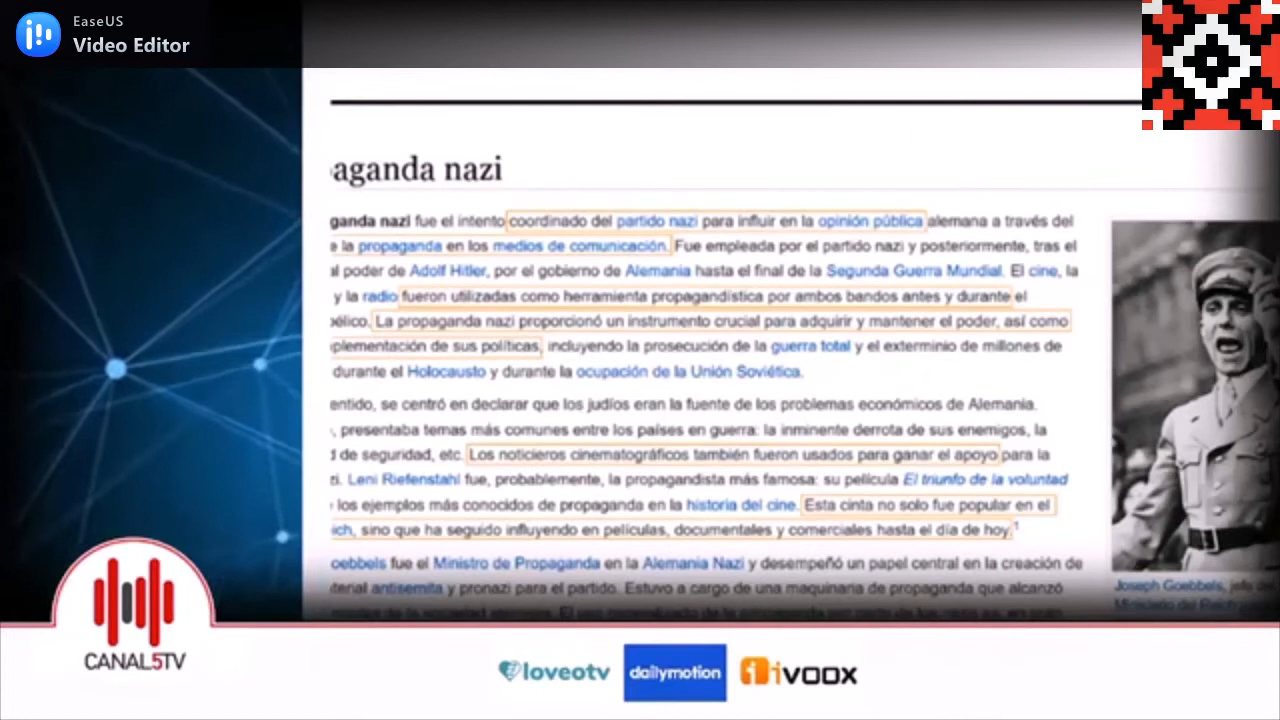 EaseUS
Video Editor
aganda nazi
ganda nazi fue el intento coordinado del partido nazi para influir en la opinión pública alemana a través del
e la propaganda en los medios de comunicación. Fue empleada por el partido nazi y posteriormente, tras el
al poder de Adolf Hitler, por el gobierno de Alemania hasta el final de la Segunda Guerra Mundial. El cine, la
y la radio fueron utilizadas como herramienta propagandística por ambos bandos antes y durante el
bélico. La propaganda nazi proporcionó un instrumento crucial para adquirir y mantener el poder, así como
plementación de sus políticas, incluyendo la prosecución de la guerra total y el exterminio de millones de
durante el Holocausto y durante la ocupación de la Unión Soviética.
entido, se centró en declarar que los judíos eran la fuente de los problemas económicos de Alemania.
, presentaba temas más comunes entre los países en guerra: la inminente derrota de sus enemigos, la
d de seguridad, etc. Los noticieros cinematográficos también fueron usados para ganar el apoyo para la
zi. Leni Riefenstahl fue, probablemente, la propagandista más famosa: su película El triunfo de la voluntad
los ejemplos más conocidos de propaganda en la historia del cine. Esta cinta no solo fue popular en el
ich, sino que ha seguido influyendo en películas, documentales y comerciales hasta el día de hoy.1
oebbels fue el Ministro de Propaganda en la Alemania Nazi y desempeñó un papel central en la creación de
terial antisemita y pronazi para el partido. Estuvo a cargo de una maquinaria de propaganda que alcanzó
Joseph Goebbels, jefe de
CANAL5TV
loveotv
dailymotion
iVOOX